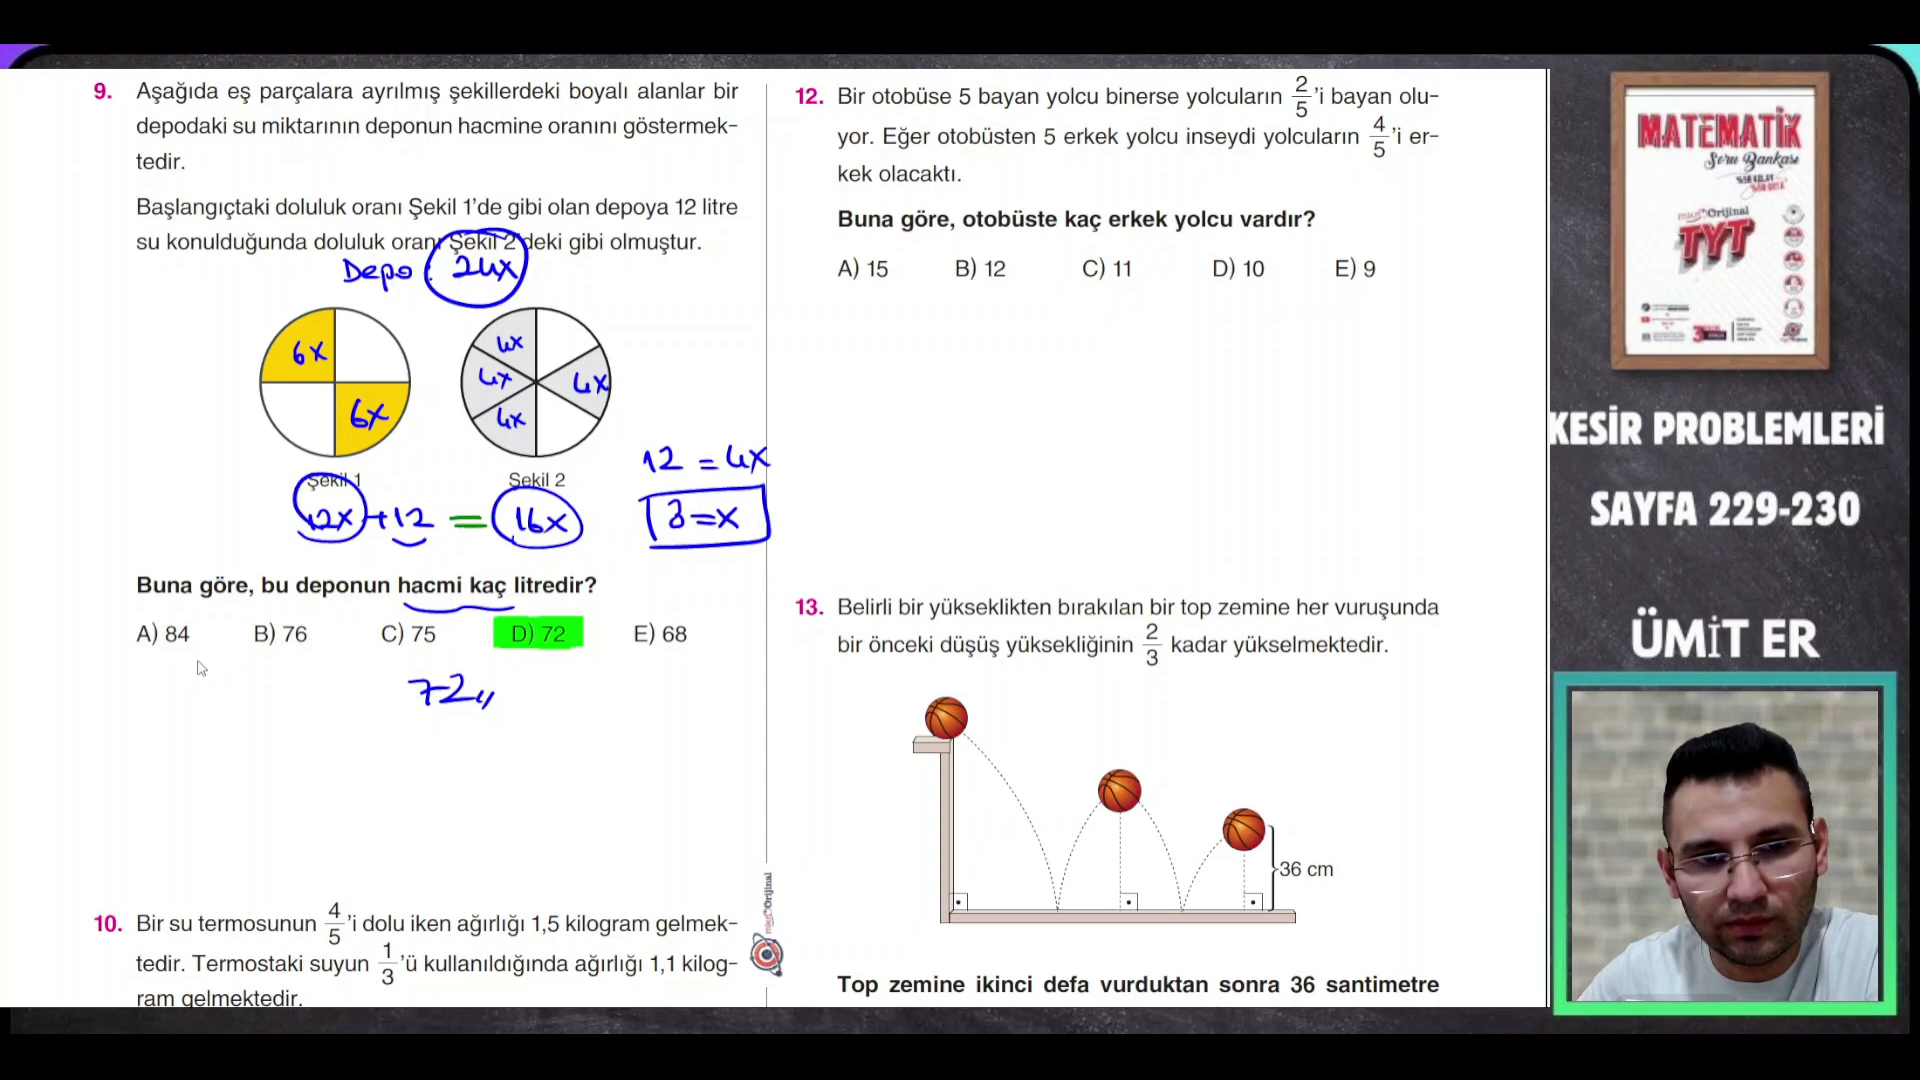 9. Aşağıda eş parçalara ayrılmış şekillerdeki boyalı alanlar bir
depodaki su miktarının deponun hacmine oranını göstermek-
tedir.
Başlangıçtaki doluluk oranı Şekil 1'de gibi olan depoya 12 litre
su konulduğunda doluluk oranı Şekil 2'deki gibi olmuştur.
Depo : 24x
6x
6x
4x
4x
4x
4x
Şekil 1
Şekil 2
12x + 12 = 16x
12 = 4x
3 = x
Buna göre, bu deponun hacmi kaç litredir?
A) 84 B) 76 C) 75 D) 72 E) 68
72,,
10. Bir su termosunun 4/5 'i dolu iken ağırlığı 1,5 kilogram gelmek-
tedir. Termostaki suyun 1/3 'ü kullanıldığında ağırlığı 1,1 kilog-
ram gelmektedir.
12. Bir otobüse 5 bayan yolcu binerse yolcuların 2/5 'i bayan olu-
yor. Eğer otobüsten 5 erkek yolcu inseydi yolcuların 4/5 'i er-
kek olacaktı.
Buna göre, otobüste kaç erkek yolcu vardır?
A) 15 B) 12 C) 11 D) 10 E) 9
13. Belirli bir yükseklikten bırakılan bir top zemine her vuruşunda
bir önceki düşüş yüksekliğinin 2/3 kadar yükselmektedir.
36 cm
Top zemine ikinci defa vurduktan sonra 36 santimetre
Orijinal
MATEMATİK
Soru Bankası
Orijinal
TYT
KESİR PROBLEMLERİ
SAYFA 229-230
ÜMİT ER